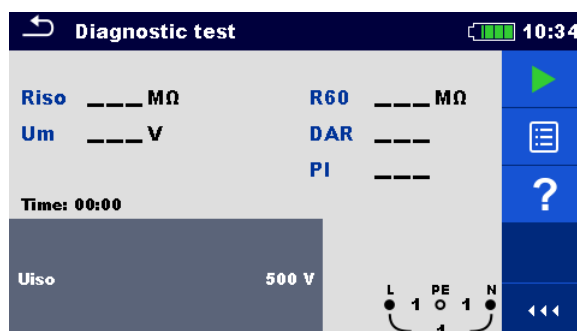 Diagnostic test 10:34
Riso ___ MΩ R60 ___ MΩ
Um ___ V DAR ___
PI ___
Time: 00:00
?
Uiso 500 V
L PE N
1 1
1